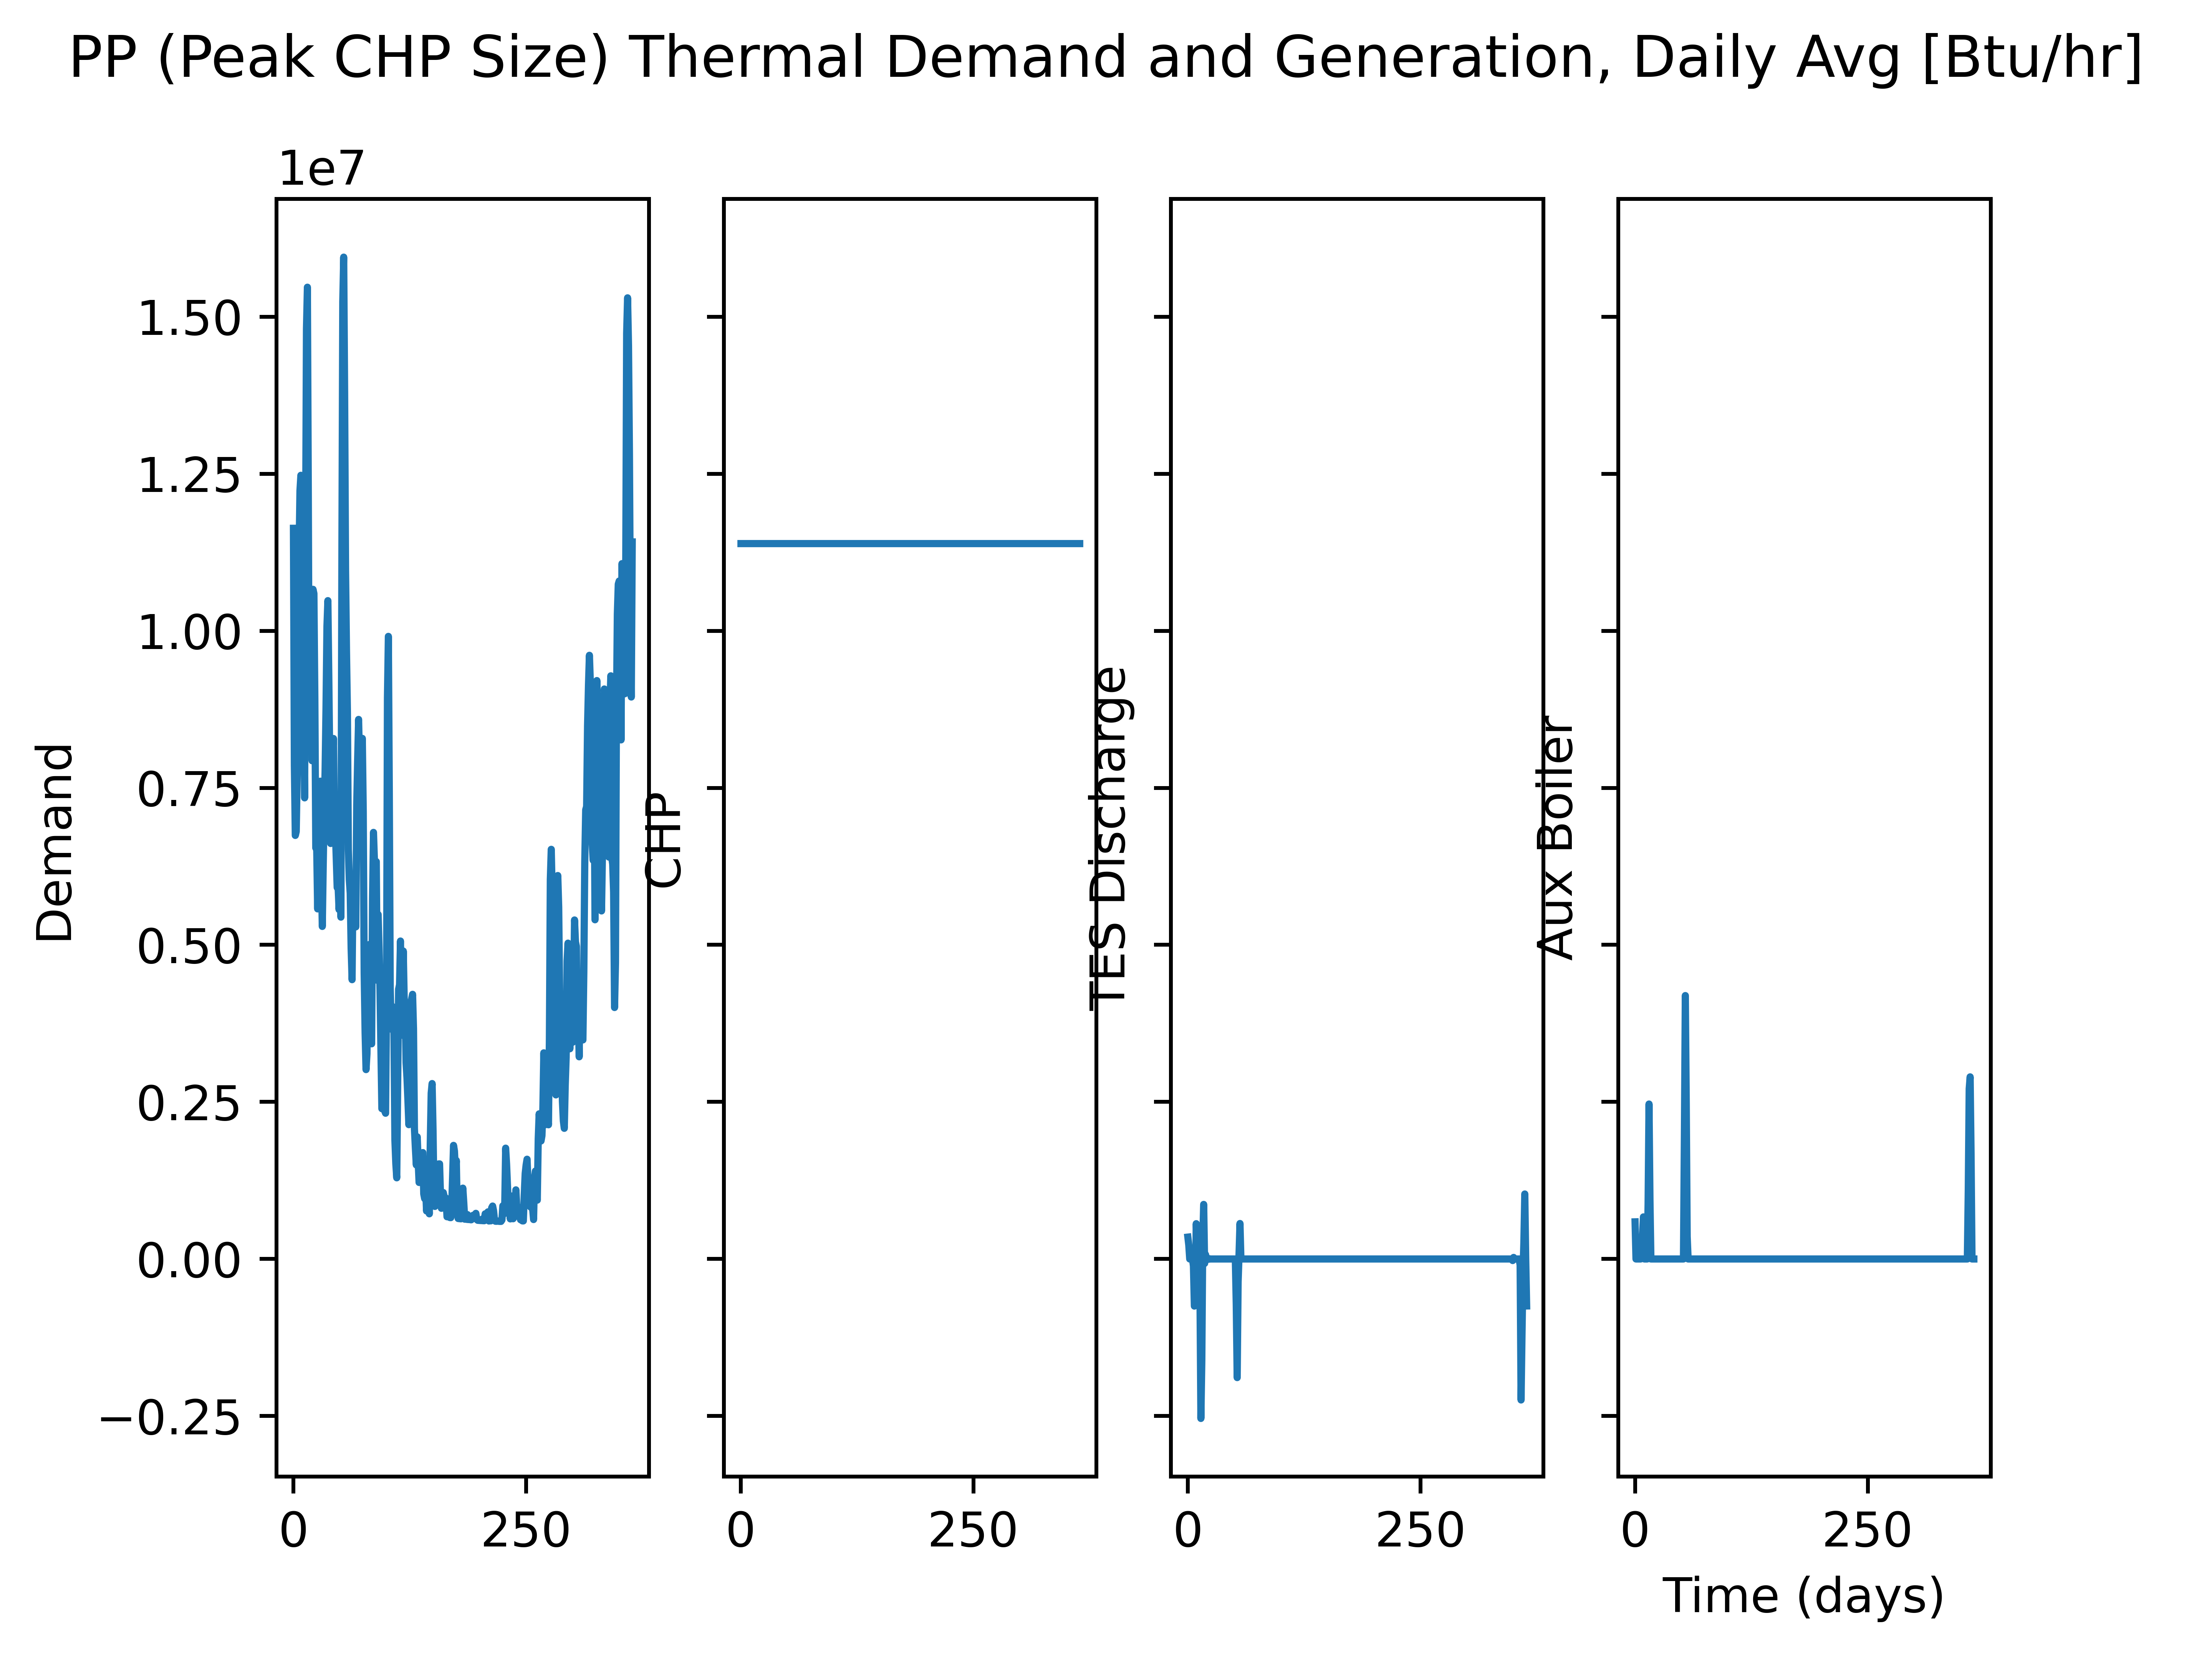 PP (Peak CHP Size) Thermal Demand and Generation, Daily Avg [Btu/hr]
1e7
1.50
1.25
1.00
0.75
0.50
0.25
0.00
−0.25
Demand
CHP
TES Discharge
Aux Boiler
0 250 0 250 0 250 0 250
Time (days)